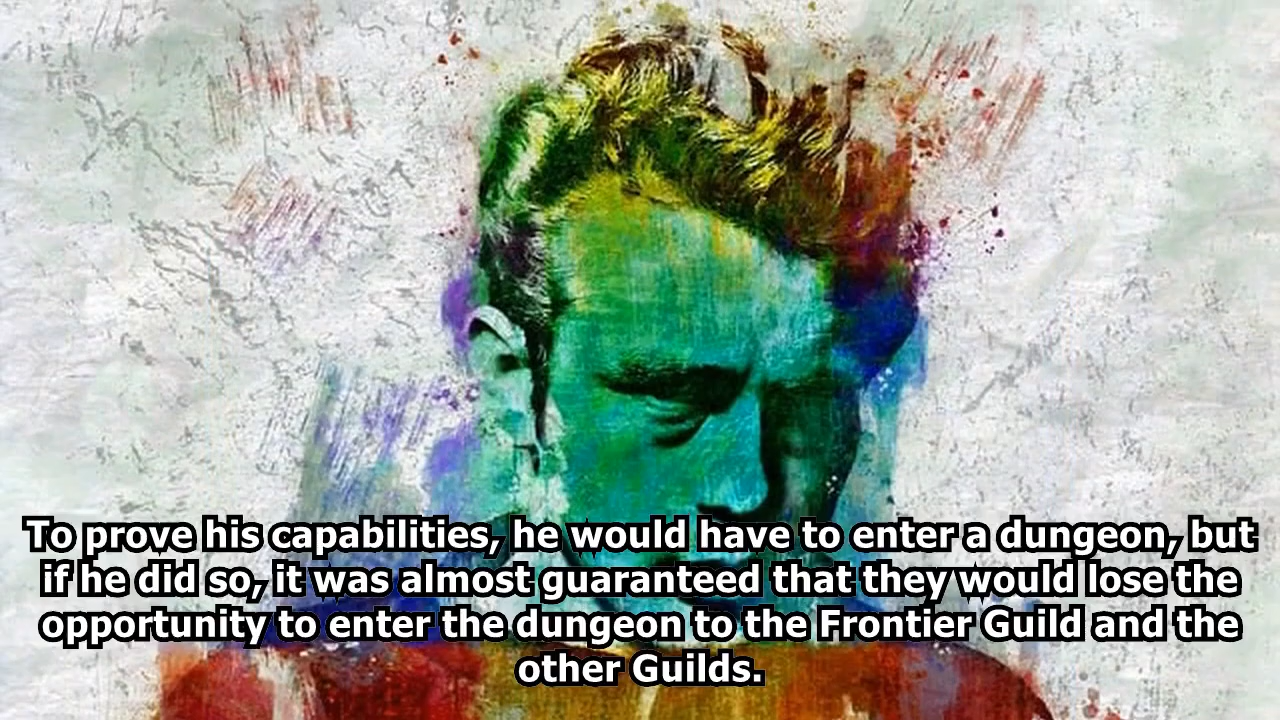 To prove his capabilities, he would have to enter a dungeon, but
if he did so, it was almost guaranteed that they would lose the
opportunity to enter the dungeon to the Frontier Guild and the
other Guilds.